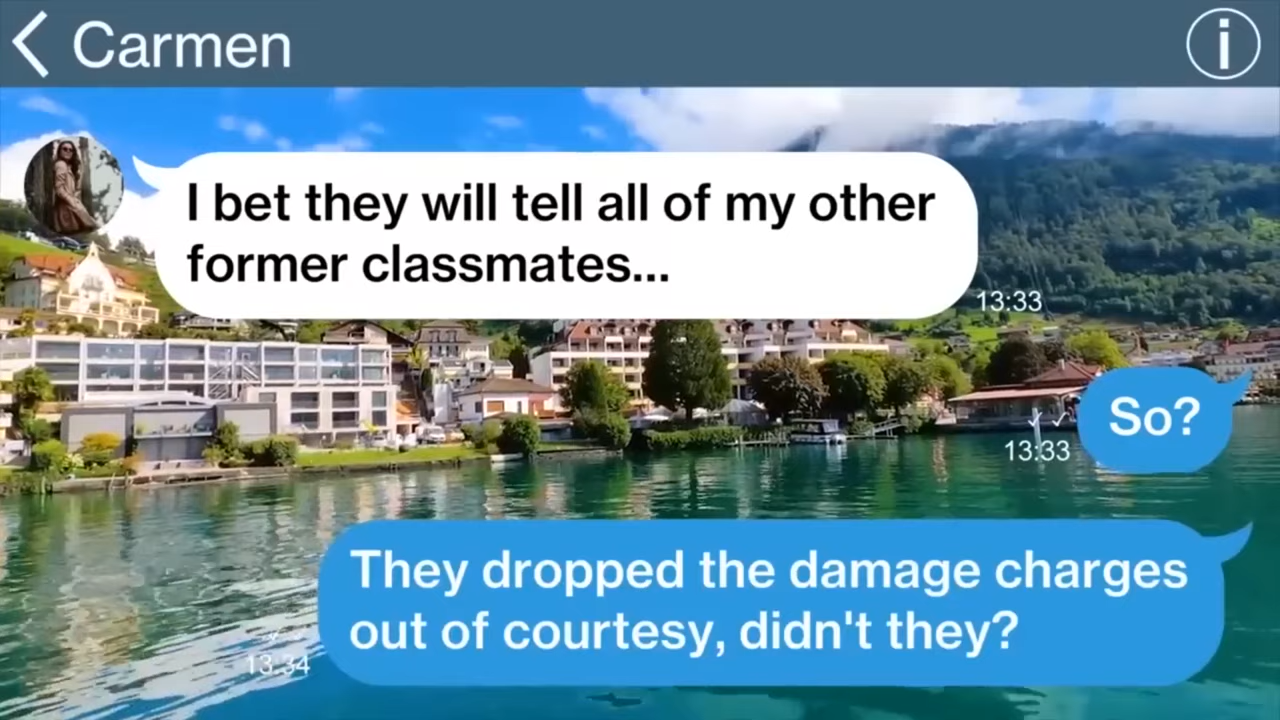 Carmen
I bet they will tell all of my other
former classmates...
13:33
So?
13:33
They dropped the damage charges
out of courtesy, didn't they?
13:34